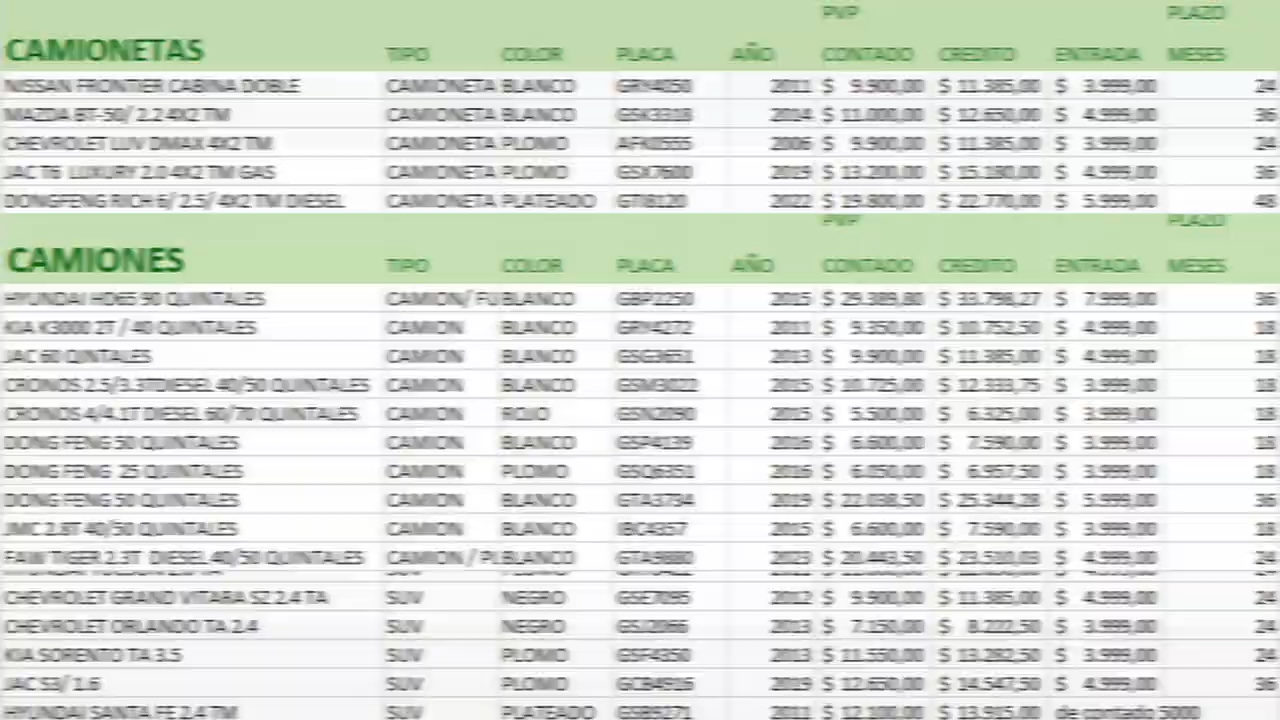 PVP PLAZO
CAMIONETAS TIPO COLOR PLACA AÑO CONTADO CREDITO ENTRADA MESES
NISSAN FRONTIER CABINA DOBLE CAMIONETA BLANCO 2011 $ 9.900,00 $ 11.385,00 $ 3.999,00 24
MAZDA BT-50/ 2.2 4X2 TM CAMIONETA BLANCO GSK3318 2014 $ 11.000,00 $ 12.650,00 $ 4.999,00 36
CHEVROLET LUV DMAX 4X2 TM CAMIONETA PLOMO 2006 $ 9.900,00 $ 11.385,00 $ 3.999,00 24
JAC T6 LUXURY 2.0 4X2 TM GAS CAMIONETA PLOMO GSX7600 2019 $ 13.200,00 $ 15.180,00 $ 4.999,00 36
DONGFENG RICH 6/ 2.5/ 4X2 TM DIESEL CAMIONETA PLATEADO 2022 $ 19.800,00 $ 22.770,00 $ 5.999,00 48
PVP PLAZO
CAMIONES TIPO COLOR PLACA AÑO CONTADO CREDITO ENTRADA MESES
HYUNDAI HD65 90 QUINTALES CAMION/ FU BLANCO GBP2250 2015 $ 29.389,80 $ 33.798,27 $ 7.999,00 36
KIA K3000 2T / 40 QUINTALES CAMION BLANCO GRY4272 2011 $ 9.350,00 $ 10.752,50 $ 4.999,00 18
JAC 60 QINTALES CAMION BLANCO GSG3651 2013 $ 9.900,00 $ 11.385,00 $ 4.999,00 18
CRONOS 2.5/3.3TDIESEL 40/50 QUINTALES CAMION BLANCO 2015 $ 10.725,00 $ 12.333,75 $ 3.999,00 18
CRONOS 4/4.1T DIESEL 60/70 QUINTALES CAMION ROJO GSN2090 2015 $ 5.500,00 $ 6.325,00 $ 3.999,00 18
DONG FENG 50 QUINTALES CAMION BLANCO GSP4139 2016 $ 6.600,00 $ 7.590,00 $ 3.999,00 18
DONG FENG 25 QUINTALES CAMION PLOMO GSQ6351 2016 $ 6.050,00 $ 6.957,50 $ 3.999,00 18
DONG FENG 50 QUINTALES CAMION BLANCO GTA3794 2019 $ 22.038,50 $ 25.344,28 $ 5.999,00 36
JMC 2.8T 40/50 QUINTALES CAMION BLANCO 2015 $ 6.600,00 $ 7.590,00 $ 3.999,00 18
FAW TIGER 2.3T DIESEL 40/50 QUINTALES CAMION / PL BLANCO GTA9880 2023 $ 20.443,50 $ 23.510,03 $ 4.999,00 24
CHEVROLET GRAND VITARA SZ 2.4 TA SUV NEGRO GSE7095 2012 $ 9.900,00 $ 11.385,00 $ 4.999,00 24
CHEVROLET ORLANDO TA 2.4 SUV NEGRO 2013 $ 7.150,00 $ 8.222,50 $ 3.999,00 24
KIA SORENTO TA 3.5 SUV PLOMO GSF4350 2013 $ 11.550,00 $ 13.282,50 $ 3.999,00 24
JAC S3/ 1.6 SUV PLOMO GCB4916 2019 $ 12.650,00 $ 14.547,50 $ 4.999,00 36
HYUNDAI SANTA FE 2.4 TM SUV PLATEADO GSB9271 2011 $ 12.100,00 $ 13.915,00 de contado 5000